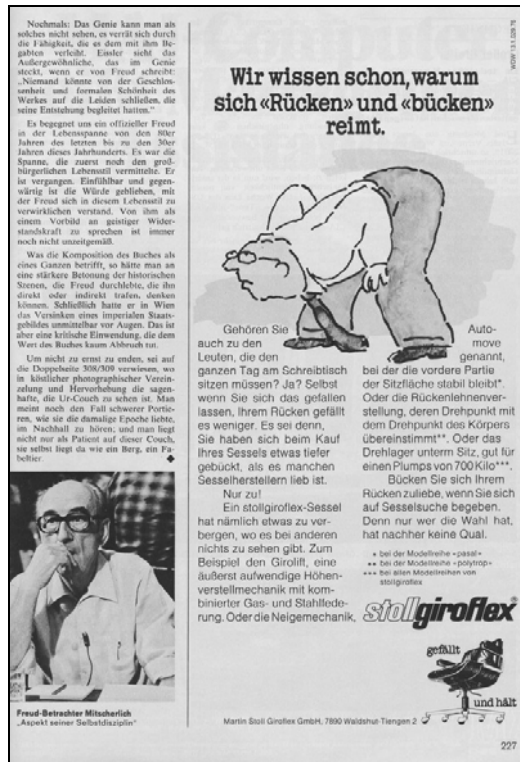 Nochmals: Das Genie kann man als
solches nicht sehen, es verrät sich durch
die Fähigkeit, die es dem mit ihm Be-
gabten verleiht. Eissler sieht das
Außergewöhnliche, das im Genie
steckt, wenn er von Freud schreibt:
„Niemand könnte von der Geschlos-
senheit und formalen Schönheit des
Werkes auf die Leiden schließen, die
seine Entstehung begleitet hatten."
Es begegnet uns ein offizieller Freud
in der Lebensspanne von den 80er
Jahren des letzten bis zu den 30er
Jahren dieses Jahrhunderts. Es war die
Spanne, die zuerst noch den groß-
bürgerlichen Lebensstil vermittelte. Er
ist vergangen. Einfühlbar und gegen-
wärtig ist die Würde geblieben, mit
der Freud sich in diesem Lebensstil zu
verwirklichen verstand. Von ihm als
einem Vorbild an geistiger Wider-
standskraft zu sprechen ist immer
noch nicht unzeitgemäß.
Was die Komposition des Buches als
eines Ganzen betrifft, so hätte man an
eine stärkere Betonung der historischen
Szenen, die Freud durchlebte, die ihn
direkt oder indirekt trafen, denken
können. Schließlich hatte er in Wien
das Versinken eines imperialen Staats-
gebildes unmittelbar vor Augen. Das ist
aber eine kritische Einwendung, die dem
Wert des Buches kaum Abbruch tut.
Um nicht zu ernst zu enden, sei auf
die Doppelseite 308/309 verwiesen, wo
in köstlicher photographischer Verein-
zelung und Hervorhebung die sagen-
hafte, die Ur-Couch zu sehen ist. Man
meint noch den Fall schwerer Portie-
ren, wie sie die damalige Epoche liebte,
im Nachhall zu hören; und man liegt
nicht nur als Patient auf dieser Couch,
sie selbst liegt da wie ein Berg, ein Fa-
beltier.
Freud-Betrachter Mitscherlich
„Aspekt seiner Selbstdisziplin"
Wir wissen schon, warum
sich «Rücken» und «bücken»
reimt.
Gehören Sie
auch zu den
Leuten, die den
ganzen Tag am Schreibtisch
sitzen müssen? Ja? Selbst
wenn Sie sich das gefallen
lassen, Ihrem Rücken gefällt
es weniger. Es sei denn,
Sie haben sich beim Kauf
Ihres Sessels etwas tiefer
gebückt, als es manchen
Sesselherstellern lieb ist.
Nur zu!
Ein stollgiroflex-Sessel
hat nämlich etwas zu ver-
bergen, wo es bei anderen
nichts zu sehen gibt. Zum
Beispiel den Girolift, eine
äußerst aufwendige Höhen-
verstellmechanik mit kom-
binierter Gas- und Stahlfede-
rung. Oder die Neigemechanik,
Auto-
move
genannt,
bei der die vordere Partie
der Sitzfläche stabil bleibt*.
Oder die Rückenlehnenver-
stellung, deren Drehpunkt mit
dem Drehpunkt des Körpers
übereinstimmt**. Oder das
Drehlager unterm Sitz, gut für
einen Plumps von 700 Kilo***.
Bücken Sie sich Ihrem
Rücken zuliebe, wenn Sie sich
auf Sesselsuche begeben.
Denn nur wer die Wahl hat,
hat nachher keine Qual.
* bei der Modellreihe «pasal»
** bei der Modellreihe «polytrop»
*** bei allen Modellreihen von
stollgiroflex
stollgiroflex®
gefällt
und hält
Martin Stoll Giroflex GmbH, 7890 Waldshut-Tiengen 2
227